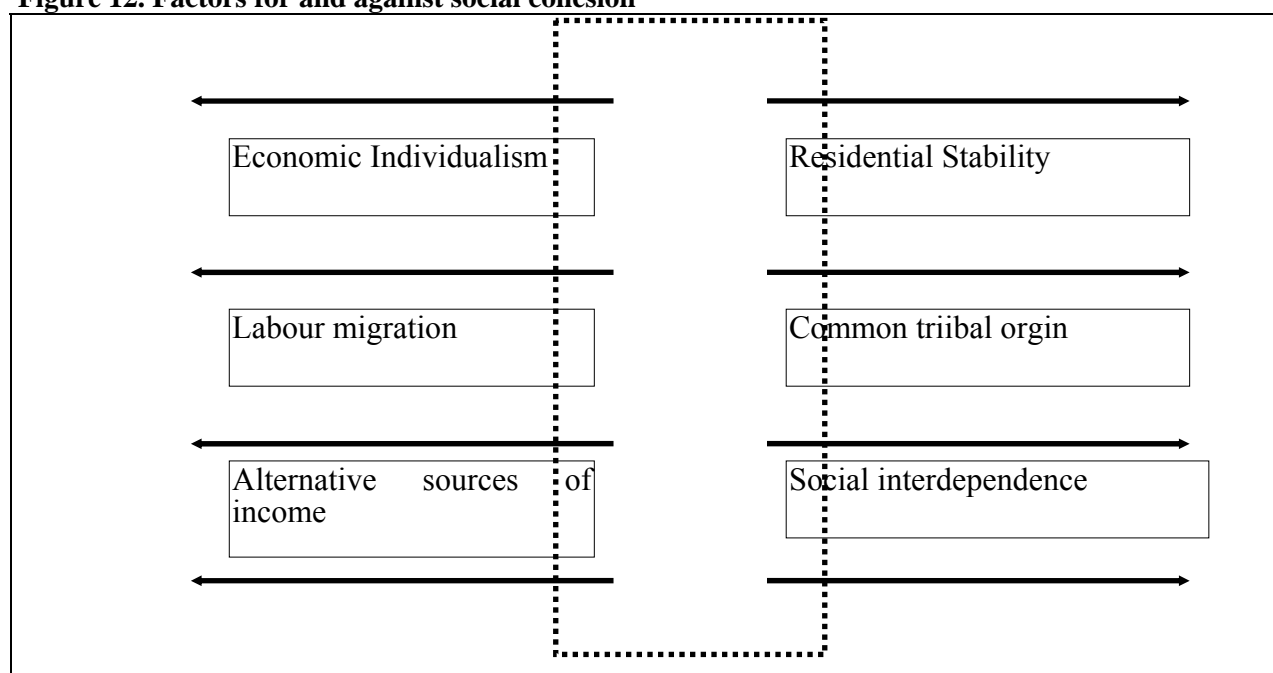 Figure 12. Factors for and against social cohesion
Economic Individualism
Residential Stability
Labour migration
Common triibal orgin
Alternative sources of
income
Social interdependence